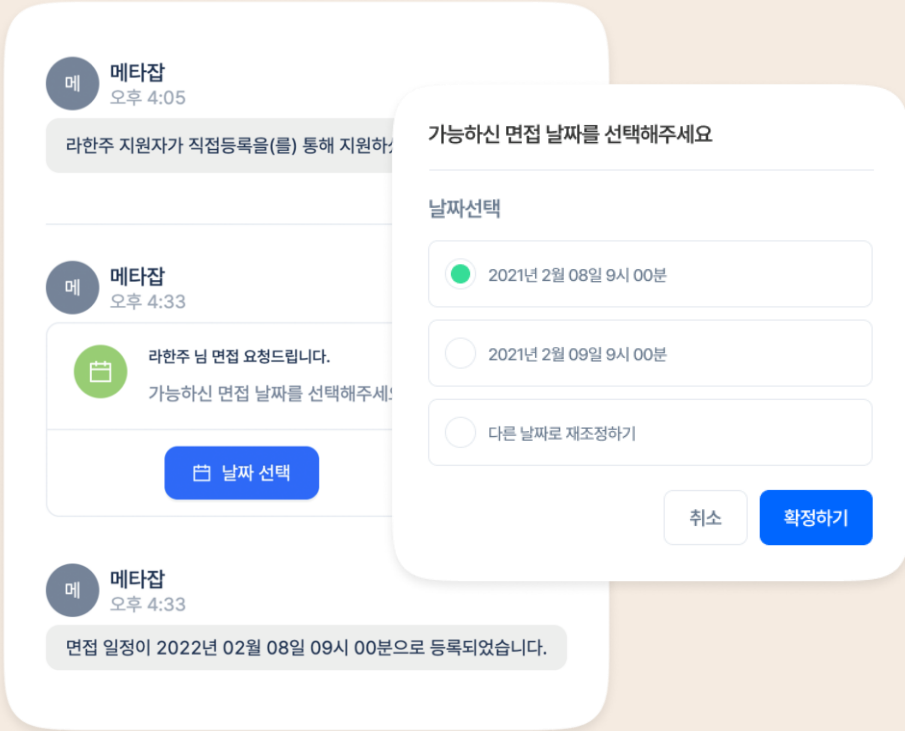 메
메타잡
오후 4:05
라한주 지원자가 직접등록을(를) 통해 지원하
메
메타잡
오후 4:33
라한주 님 면접 요청드립니다.
가능하신 면접 날짜를 선택해주세
날짜 선택
메
메타잡
오후 4:33
면접 일정이 2022년 02월 08일 09시 00분으로 등록되었습니다.
가능하신 면접 날짜를 선택해주세요
날짜선택
2021년 2월 08일 9시 00분
2021년 2월 09일 9시 00분
다른 날짜로 재조정하기
취소
확정하기